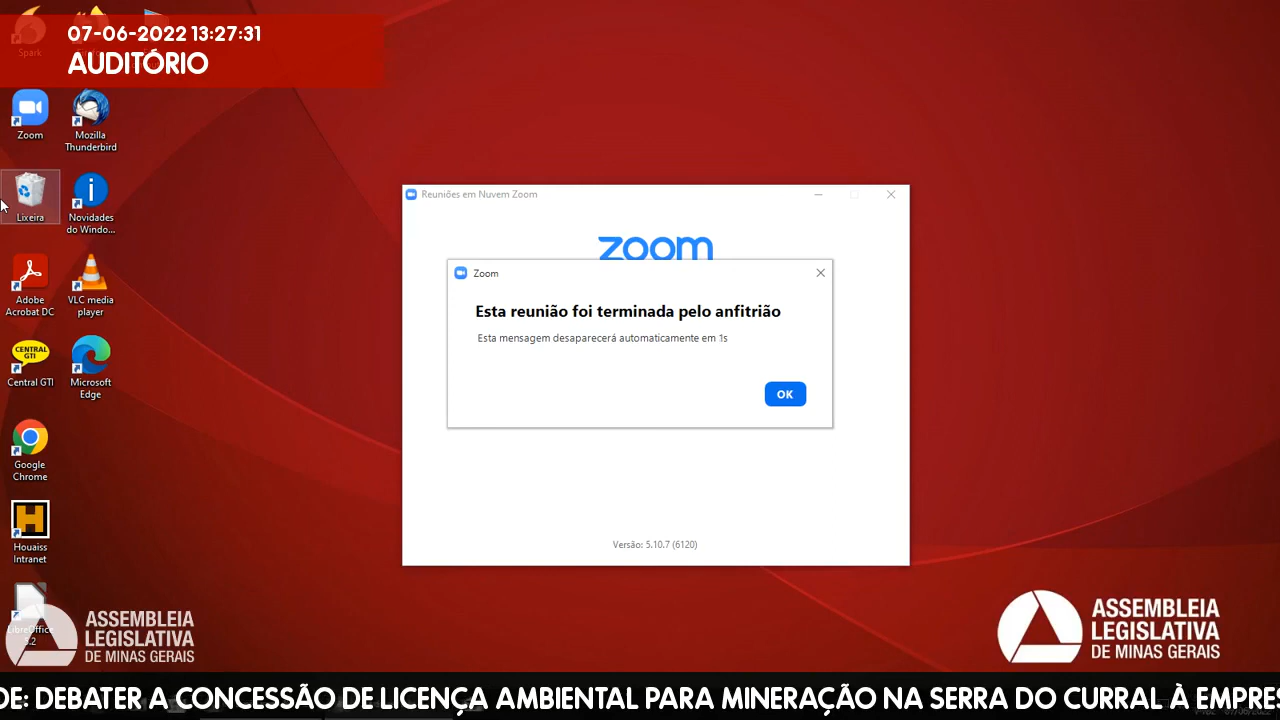 07-06-2022 13:27:31
AUDITÓRIO
Spark
Zoom
Mozilla
Thunderbird
Lixeira
Novidades
do Windo...
Adobe
Acrobat DC
VLC media
player
CENTRAL
GTI
Central GTI
Microsoft
Edge
Google
Chrome
Houaiss
Intranet
LibreOffice
5.2
Reuniões em Nuvem Zoom
zoom
Zoom
Esta reunião foi terminada pelo anfitrião
Esta mensagem desaparecerá automaticamente em 1s
OK
Versão: 5.10.7 (6120)
ASSEMBLEIA
LEGISLATIVA
DE MINAS GERAIS
ASSEMBLEIA
LEGISLATIVA
DE MINAS GERAIS
DE: DEBATER A CONCESSÃO DE LICENÇA AMBIENTAL PARA MINERAÇÃO NA SERRA DO CURRAL À EMPRES